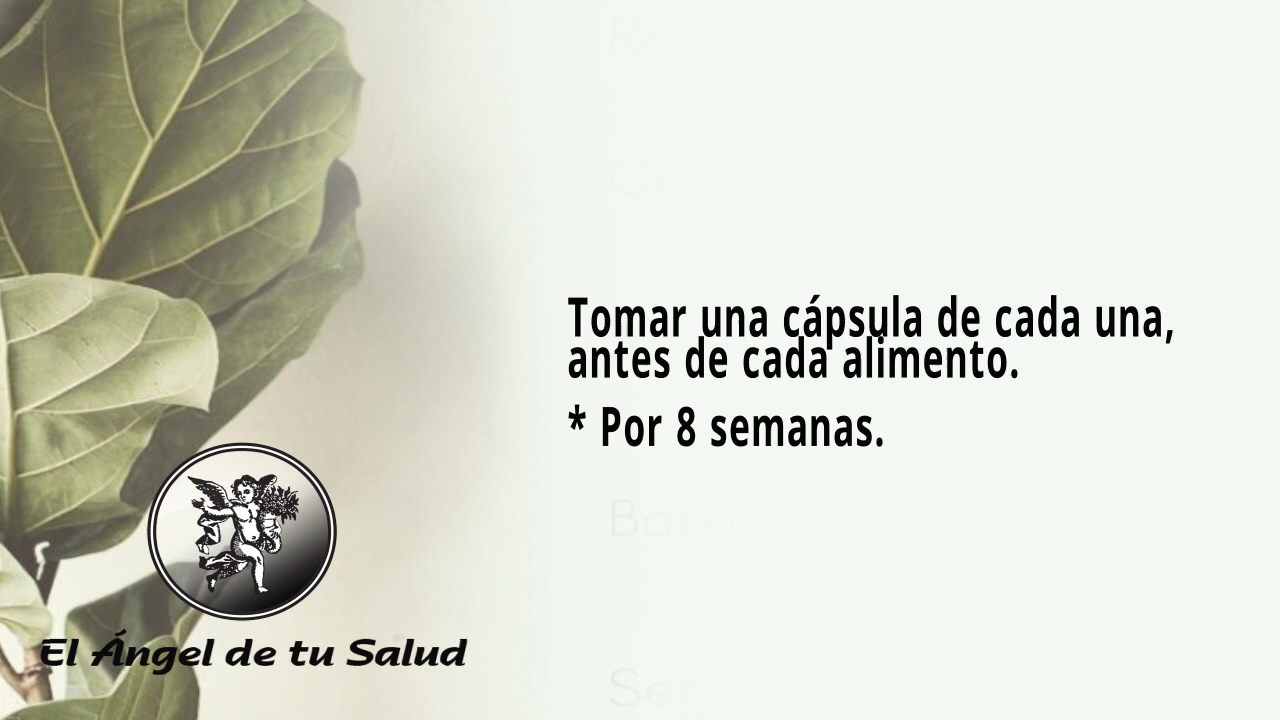 Tomar una cápsula de cada una,
antes de cada alimento.
* Por 8 semanas.
El Ángel de tu Salud